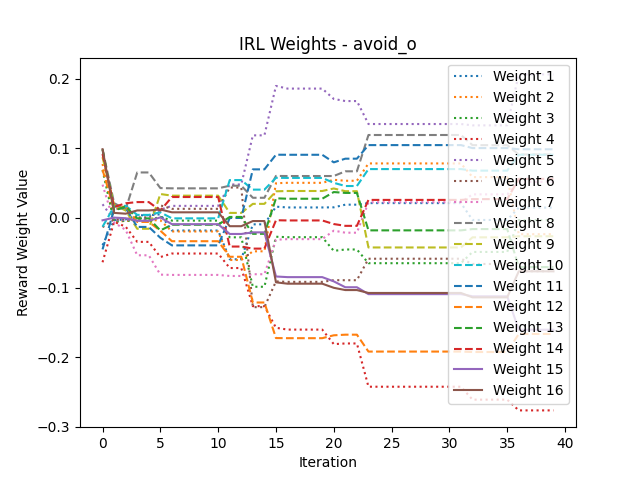 IRL Weights - avoid_o
Reward Weight Value
0.2
0.1
0.0
−0.1
−0.2
−0.3
0
5
10
15
20
25
30
35
40
Iteration
Weight 1
Weight 2
Weight 3
Weight 4
Weight 5
Weight 6
Weight 7
Weight 8
Weight 9
Weight 10
Weight 11
Weight 12
Weight 13
Weight 14
Weight 15
Weight 16